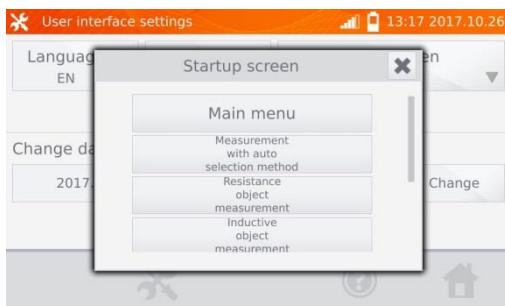 User interface settings
13:17 2017.10.26
Languag
EN
en
Startup screen
Main menu
Measurement
with auto
selection method
Resistance
object
measurement
Inductive
object
measurement
Change da
2017.
Change